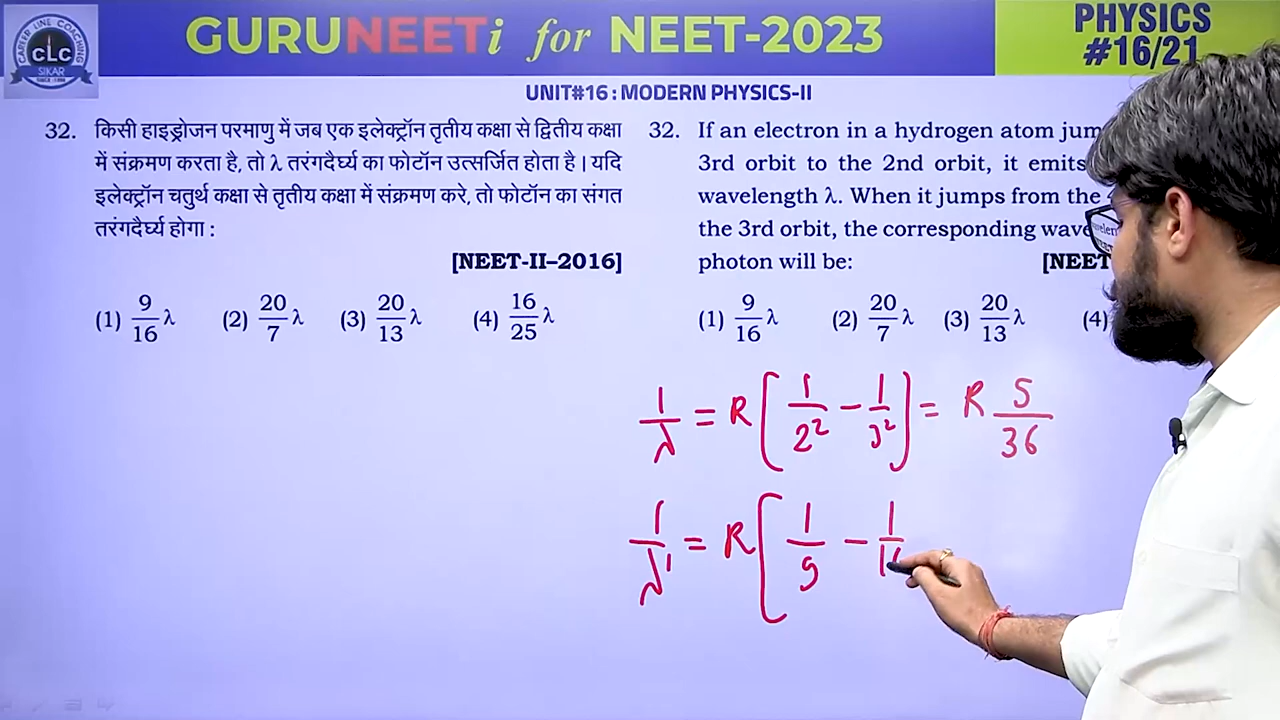 GURUNEETi for NEET-2023
PHYSICS
#16/21
CAREER LINE COACHING
CLC
SIKAR
UNIT#16 : MODERN PHYSICS-II
32. किसी हाइड्रोजन परमाणु में जब एक इलेक्ट्रॉन तृतीय कक्षा से द्वितीय कक्षा
में संक्रमण करता है, तो λ तरंगदैर्घ्य का फोटॉन उत्सर्जित होता है। यदि
इलेक्ट्रॉन चतुर्थ कक्षा से तृतीय कक्षा में संक्रमण करे, तो फोटॉन का संगत
तरंगदैर्घ्य होगा :
[NEET-II–2016]
(1) 9/16 λ (2) 20/7 λ (3) 20/13 λ (4) 16/25 λ
32. If an electron in a hydrogen atom jum
3rd orbit to the 2nd orbit, it emits
wavelength λ. When it jumps from the
the 3rd orbit, the corresponding wave
photon will be:
[NEET
(1) 9/16 λ (2) 20/7 λ (3) 20/13 λ (4)
1/λ = R[1/2² − 1/3²] = R 5/36
1/λ' = R[1/9 − 1/16